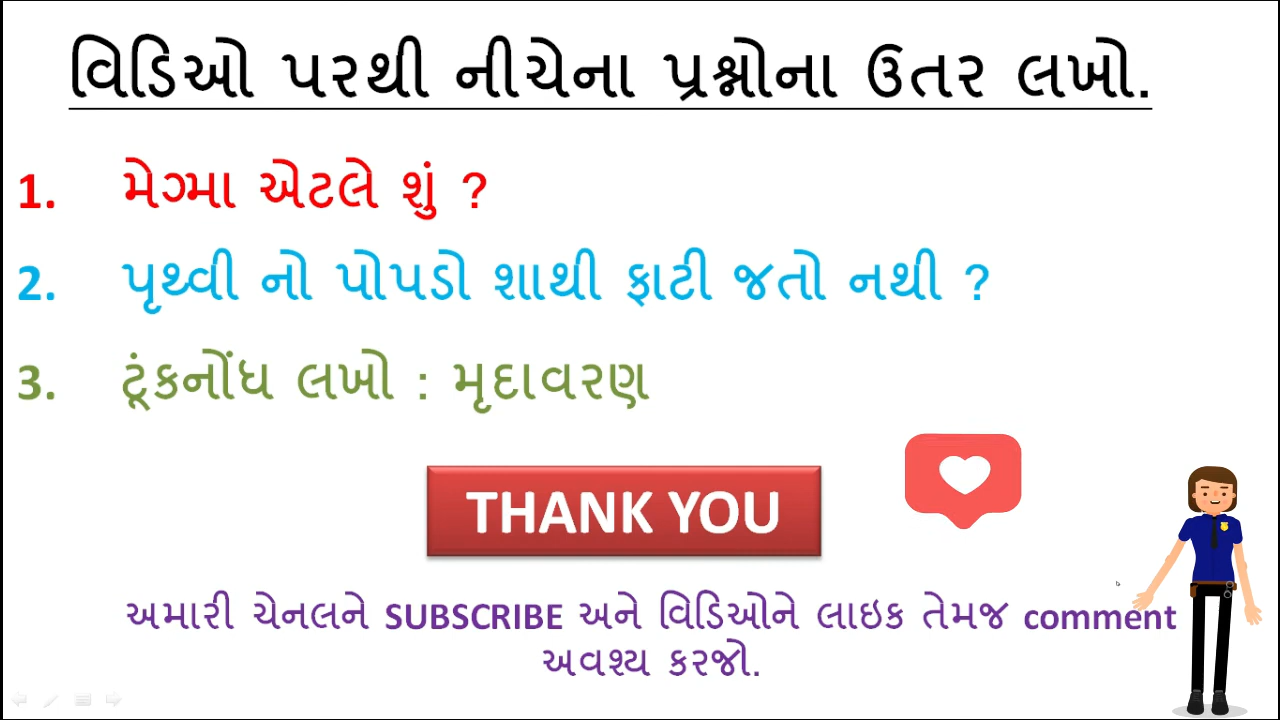 વિડિઓ પરથી નીચેના પ્રશ્નોના ઉતર લખો.
1. મેગ્મા એટલે શું ?
2. પૃથ્વી નો પોપડો શાથી ફાટી જતો નથી ?
3. ટૂંકનોંધ લખો : મૃદાવરણ
THANK YOU
અમારી ચેનલને SUBSCRIBE અને વિડિઓને લાઇક તેમજ comment
અવશ્ય કરજો.